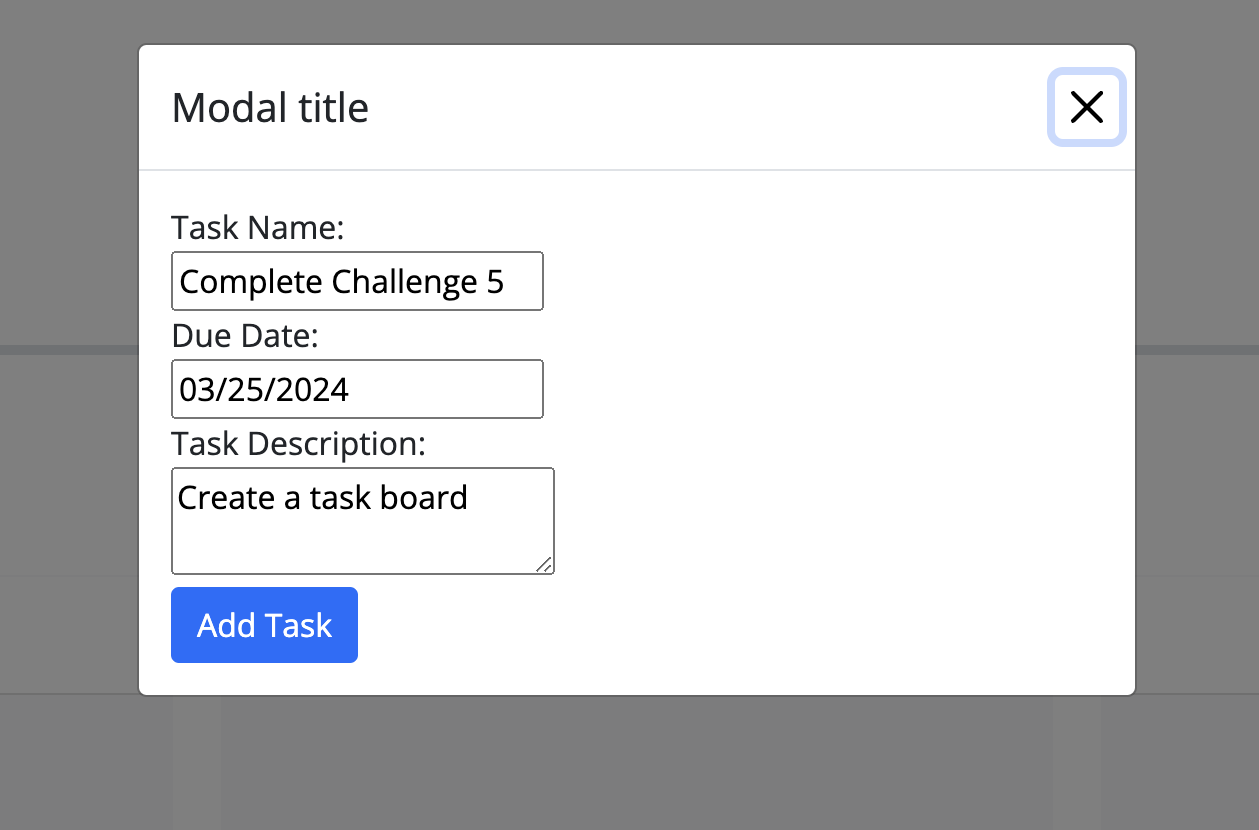 Modal title
Task Name:
Complete Challenge 5
Due Date:
03/25/2024
Task Description:
Create a task board
Add Task